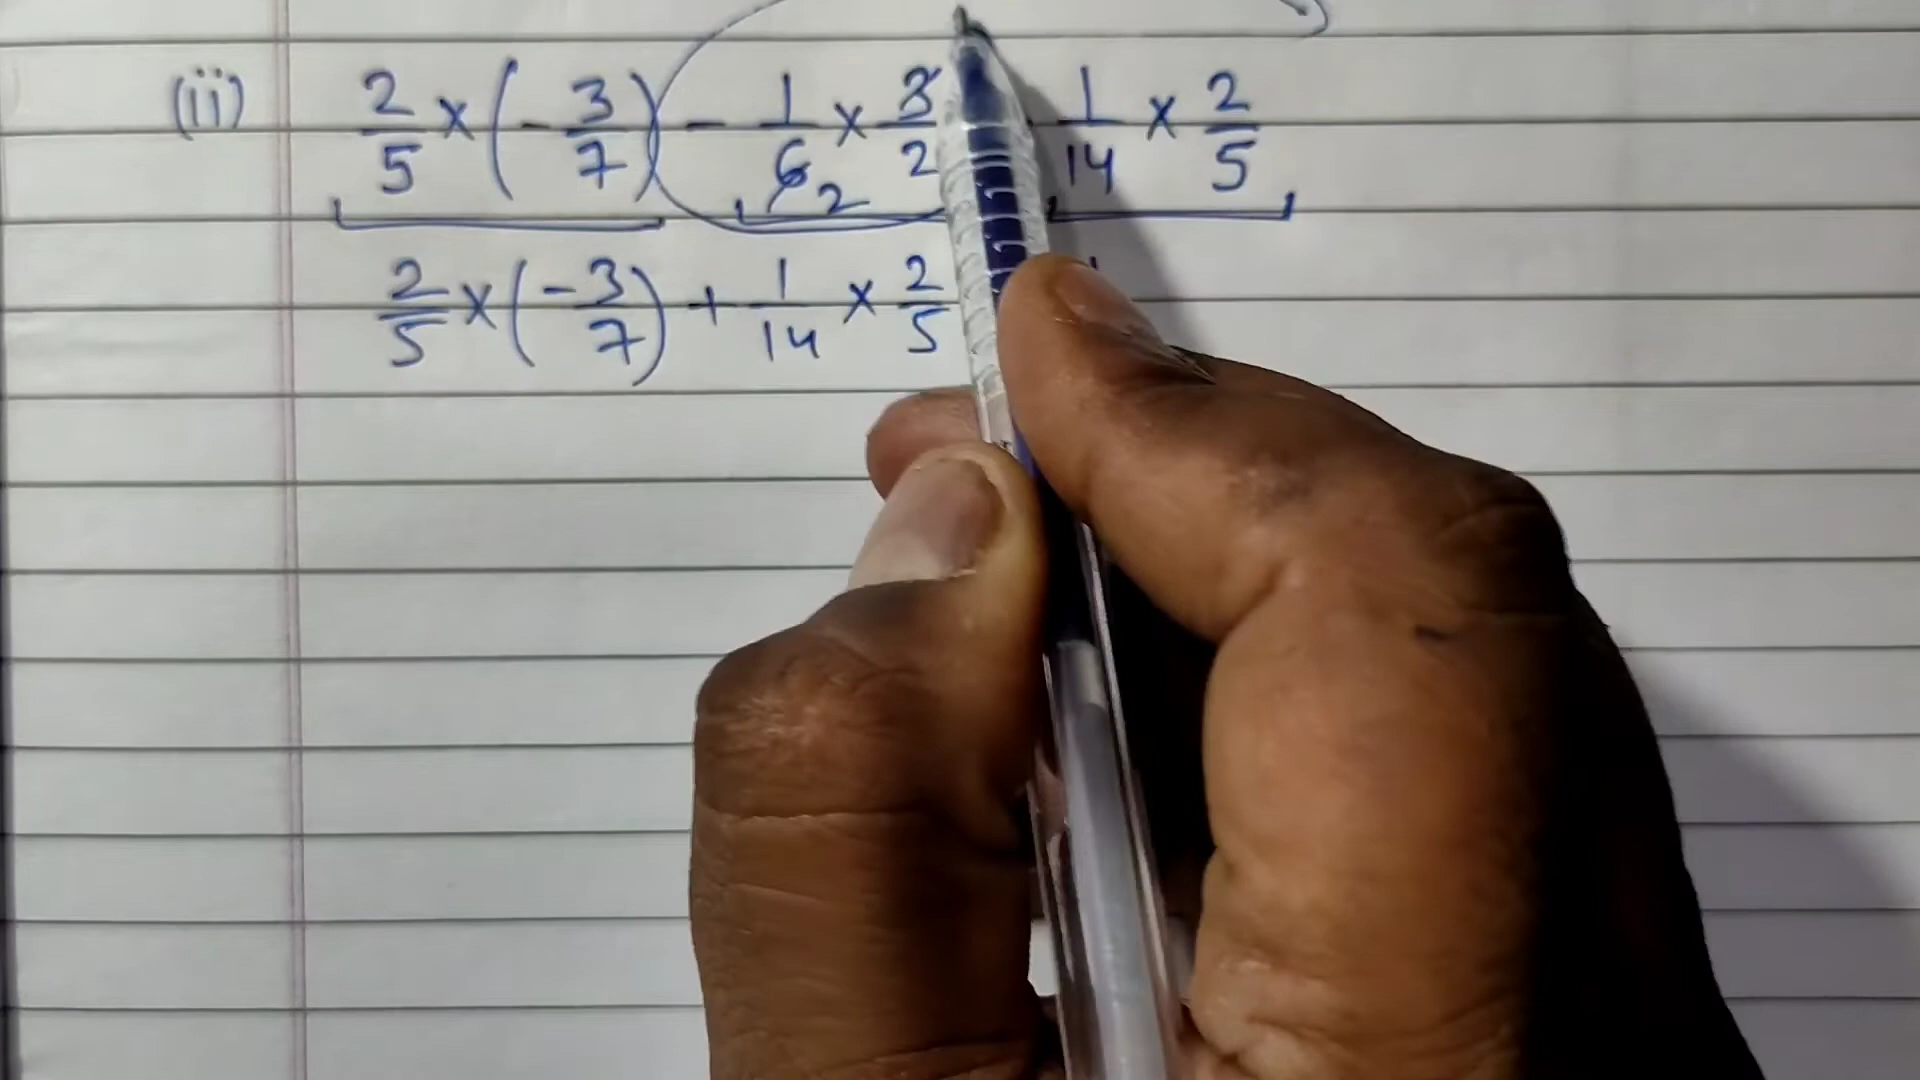 (ii) 2/5 × (-3/7) - 1/6 × 3/2 1/14 × 2/5
2
2/5 × (-3/7) + 1/14 × 2/5